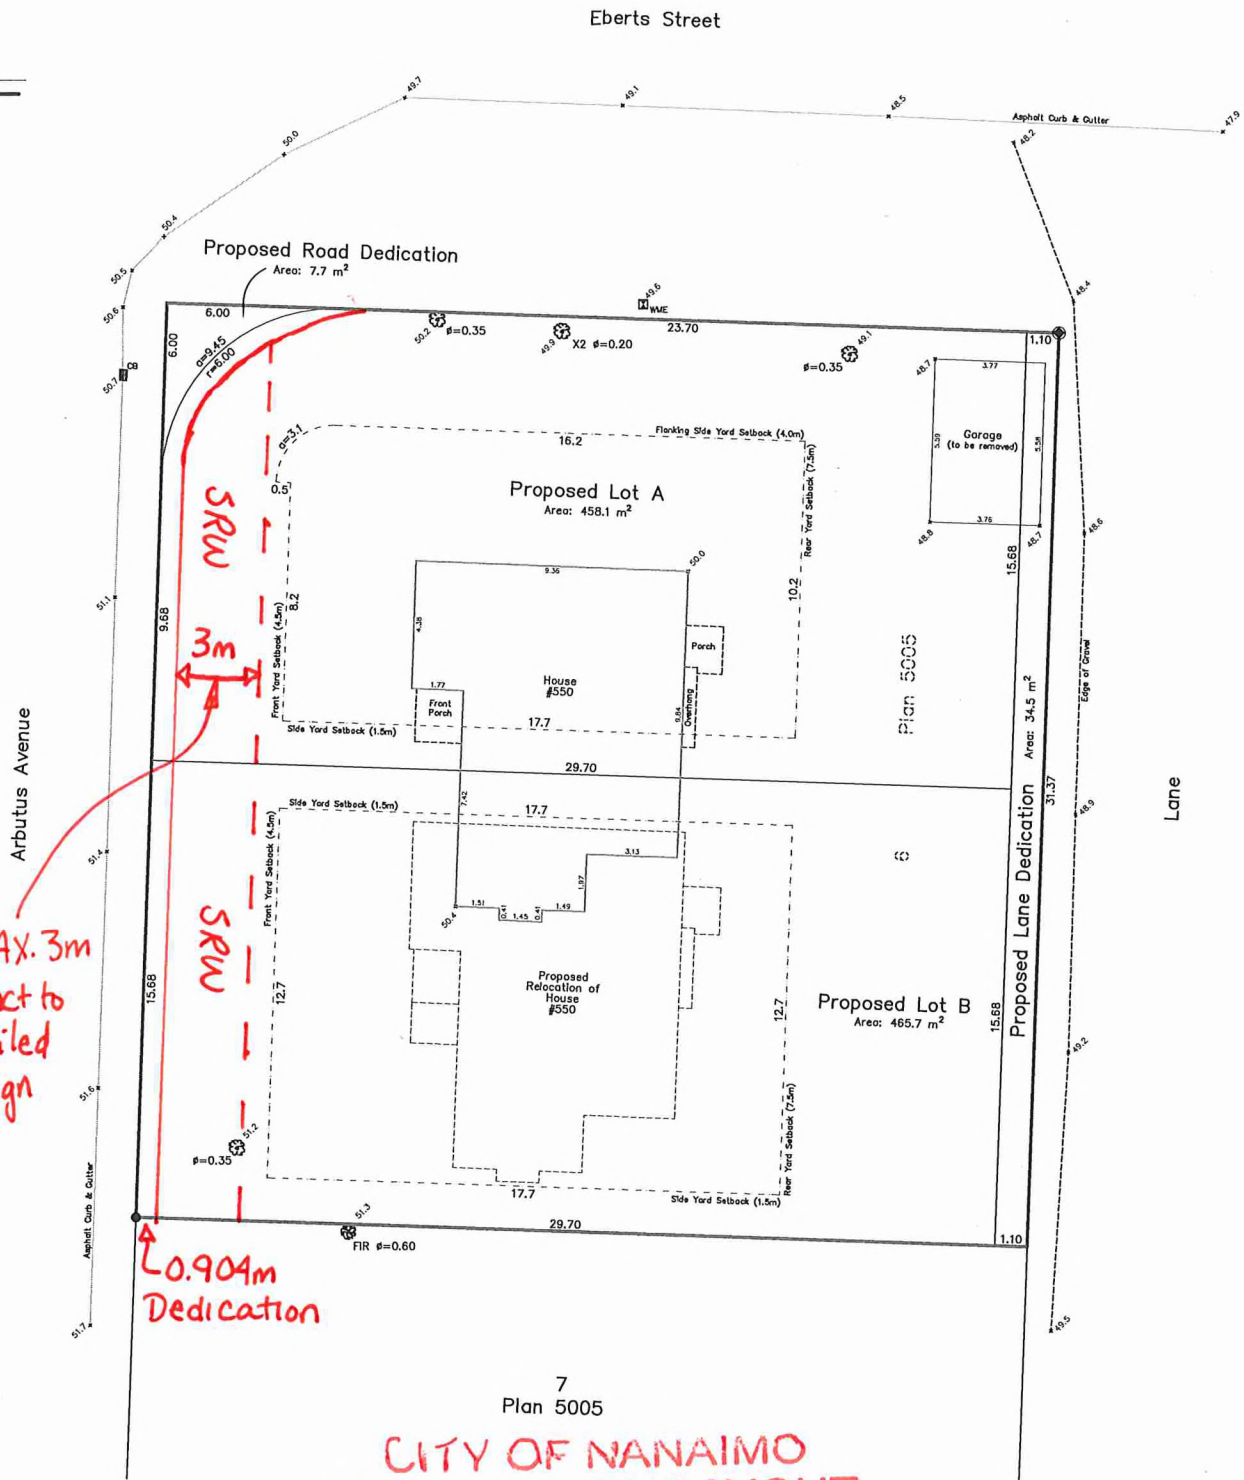 Eberts Street
49.7
49.1
48.5
Asphalt Curb & Gutter
47.9
48.2
50.0
50.4
50.5
50.6
Proposed Road Dedication
Area: 7.7 m²
6.00
6.00
a=9.45
r=6.00
50.2
ø=0.35
49.9
X2 ø=0.20
49.6
WME
23.70
49.1
ø=0.35
1.10
48.4
CB
50.7
48.7
3.77
Garage
(to be removed)
5.59
5.58
3.76
48.8
48.7
48.6
a=3.1
0.5
16.2
Flanking Side Yard Setback (4.0m)
Rear Yard Setback (7.5m)
Proposed Lot A
Area: 458.1 m²
SRW
15.68
51.1
9.68
8.2
Front Yard Setback (4.5m)
9.36
50.0
4.38
10.2
3m
Porch
Plan 5005
1.77
Front
Porch
House
#550
Overhang
9.84
Edge of Gravel
Side Yard Setback (1.5m)
17.7
Area: 34.5 m²
29.70
Arbutus Avenue
Lane
31.37
48.9
Side Yard Setback (1.5m)
17.7
7.42
Front Yard Setback (4.5m)
51.4
3.13
1.97
6
1.51
0.41
1.45
0.41
1.49
50.4
SRW
3m
15.68
12.7
Proposed
Relocation of
House
#550
12.7
Proposed Lot B
Area: 465.7 m²
15.68
Proposed Lane Dedication
49.2
51.6
51.2
ø=0.35
Rear Yard Setback (7.5m)
17.7
Side Yard Setback (1.5m)
Asphalt Curb & Gutter
51.3
FIR ø=0.60
29.70
1.10
0.904m
Dedication
51.7
49.5
7
Plan 5005
CITY OF NANAIMO